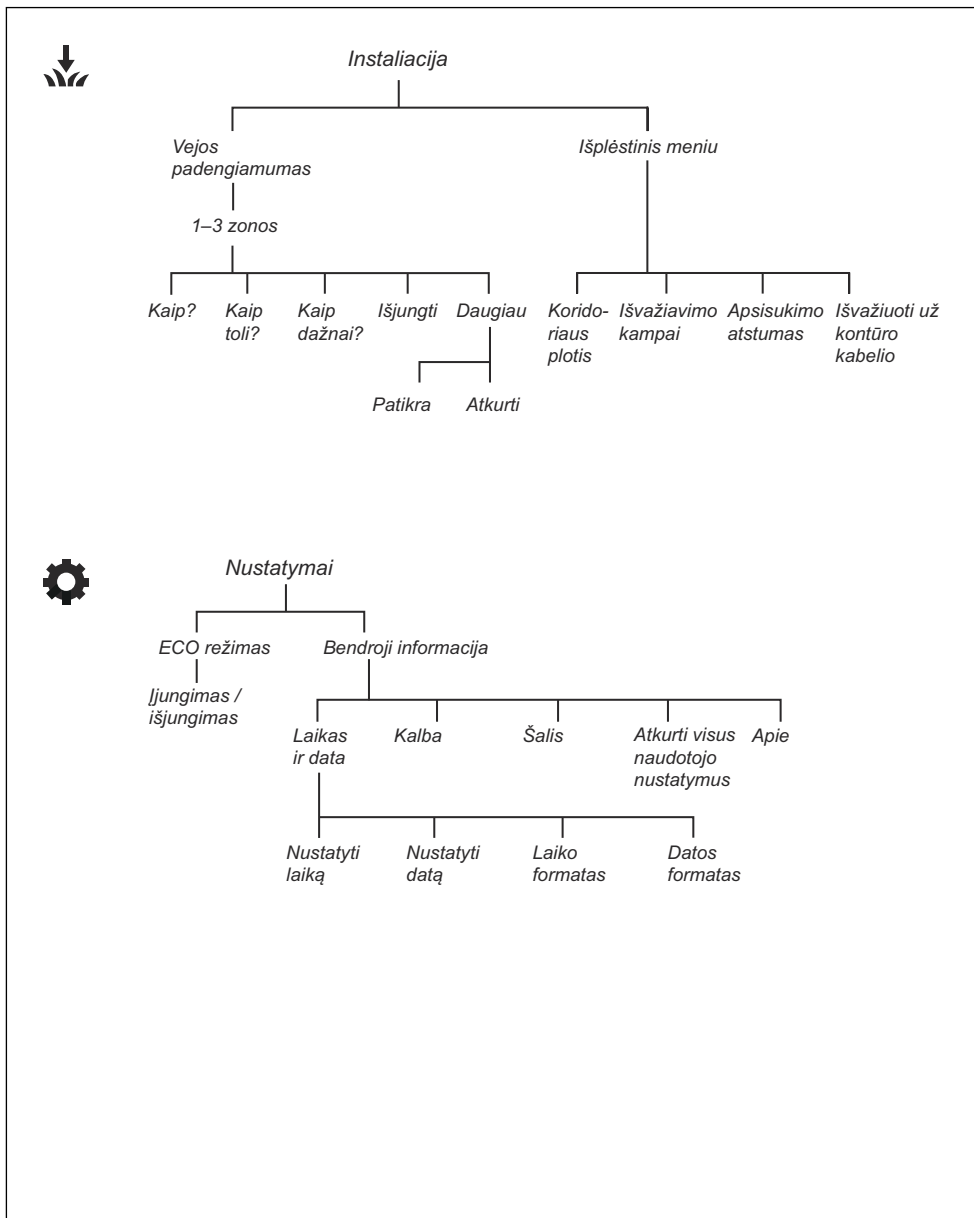 Instaliacija
Vejos
padengiamumas
Išplėstinis meniu
1–3 zonos
Kaip?
Kaip
toli?
Kaip
dažnai?
Išjungti
Daugiau
Korido-
riaus
plotis
Išvažiavimo
kampai
Apsisukimo
atstumas
Išvažiuoti už
kontūro
kabelio
Patikra
Atkurti
Nustatymai
ECO režimas
Bendroji informacija
Įjungimas /
išjungimas
Laikas
ir data
Kalba
Šalis
Atkurti visus
naudotojo
nustatymus
Apie
Nustatyti
laiką
Nustatyti
datą
Laiko
formatas
Datos
formatas